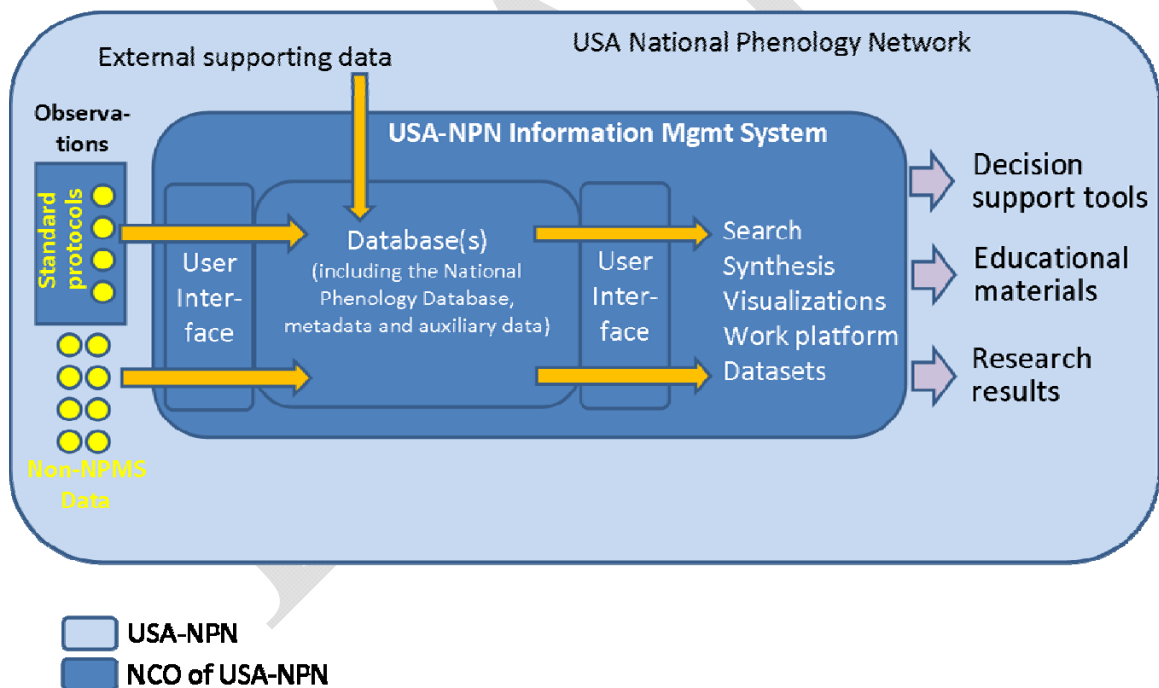 USA National Phenology Network
External supporting data
Observa-
tions
Standard
protocols
Non-NPMS
Data
USA-NPN Information Mgmt System
User
Inter-
face
Database(s)
(including the National
Phenology Database,
metadata and auxiliary data)
User
Inter-
face
Search
Synthesis
Visualizations
Work platform
Datasets
Decision
support tools
Educational
materials
Research
results
USA-NPN
NCO of USA-NPN